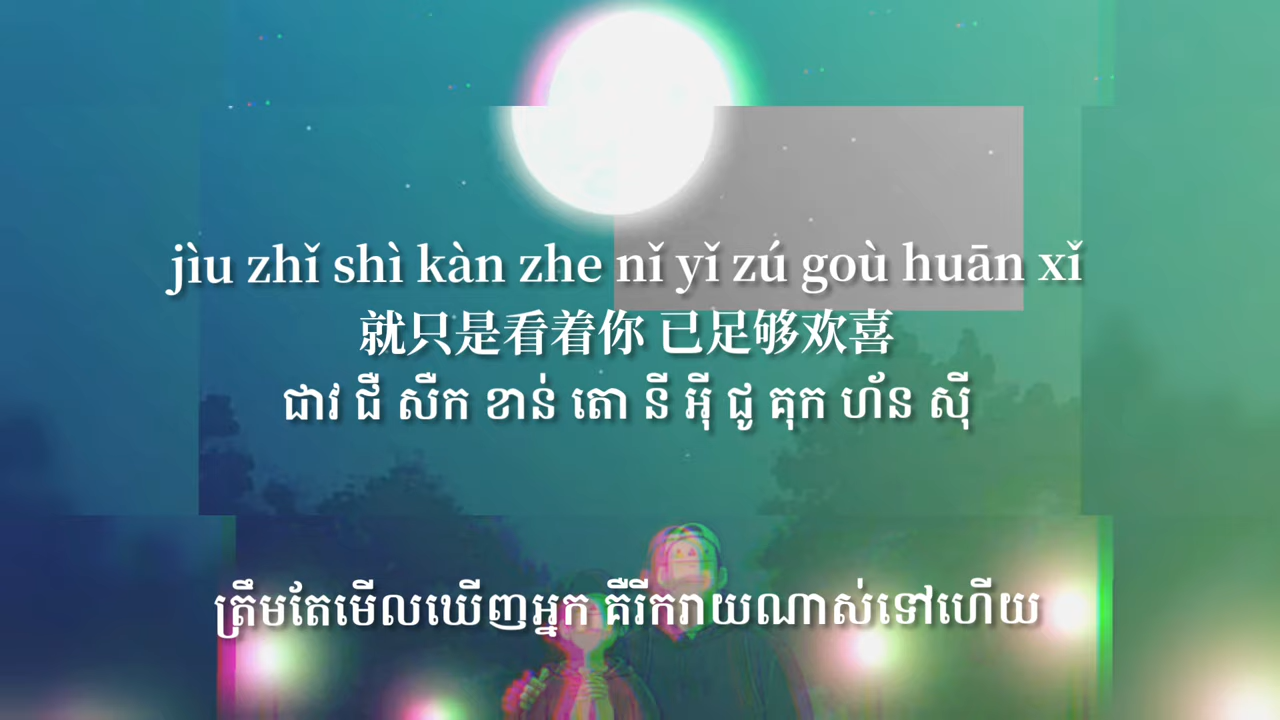 jìu zhǐ shì kàn zhe nǐ yǐ zú goù huān xǐ
就只是看着你 已足够欢喜
ជាវ ជឺ សឺក ខាន់ តោ នី អ៊ី ជូ គុក ហ័ន ស៊ី
ត្រឹមតែមើលឃើញអ្នក គឺរីករាយណាស់ទៅហើយ